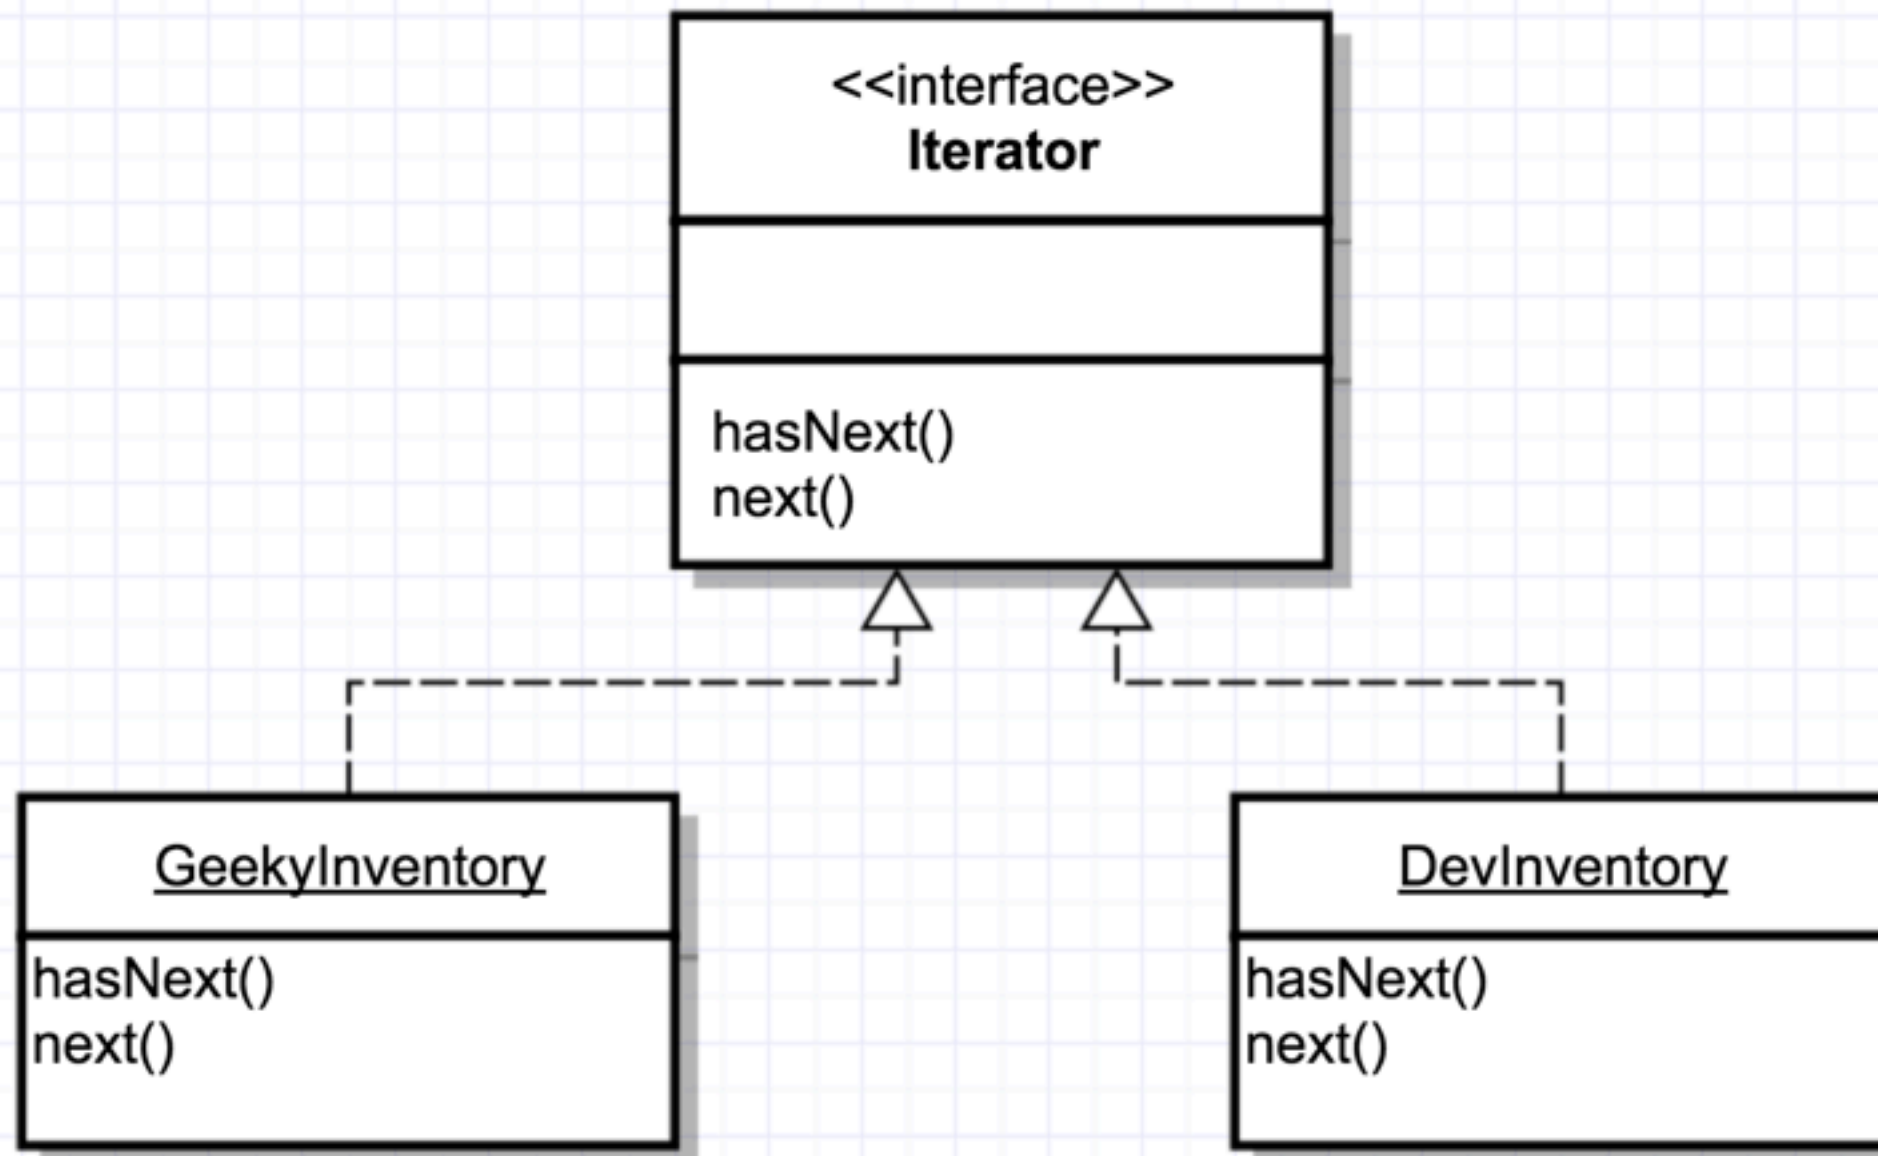 <<interface>>
Iterator
hasNext()
next()
GeekyInventory
hasNext()
next()
DevInventory
hasNext()
next()